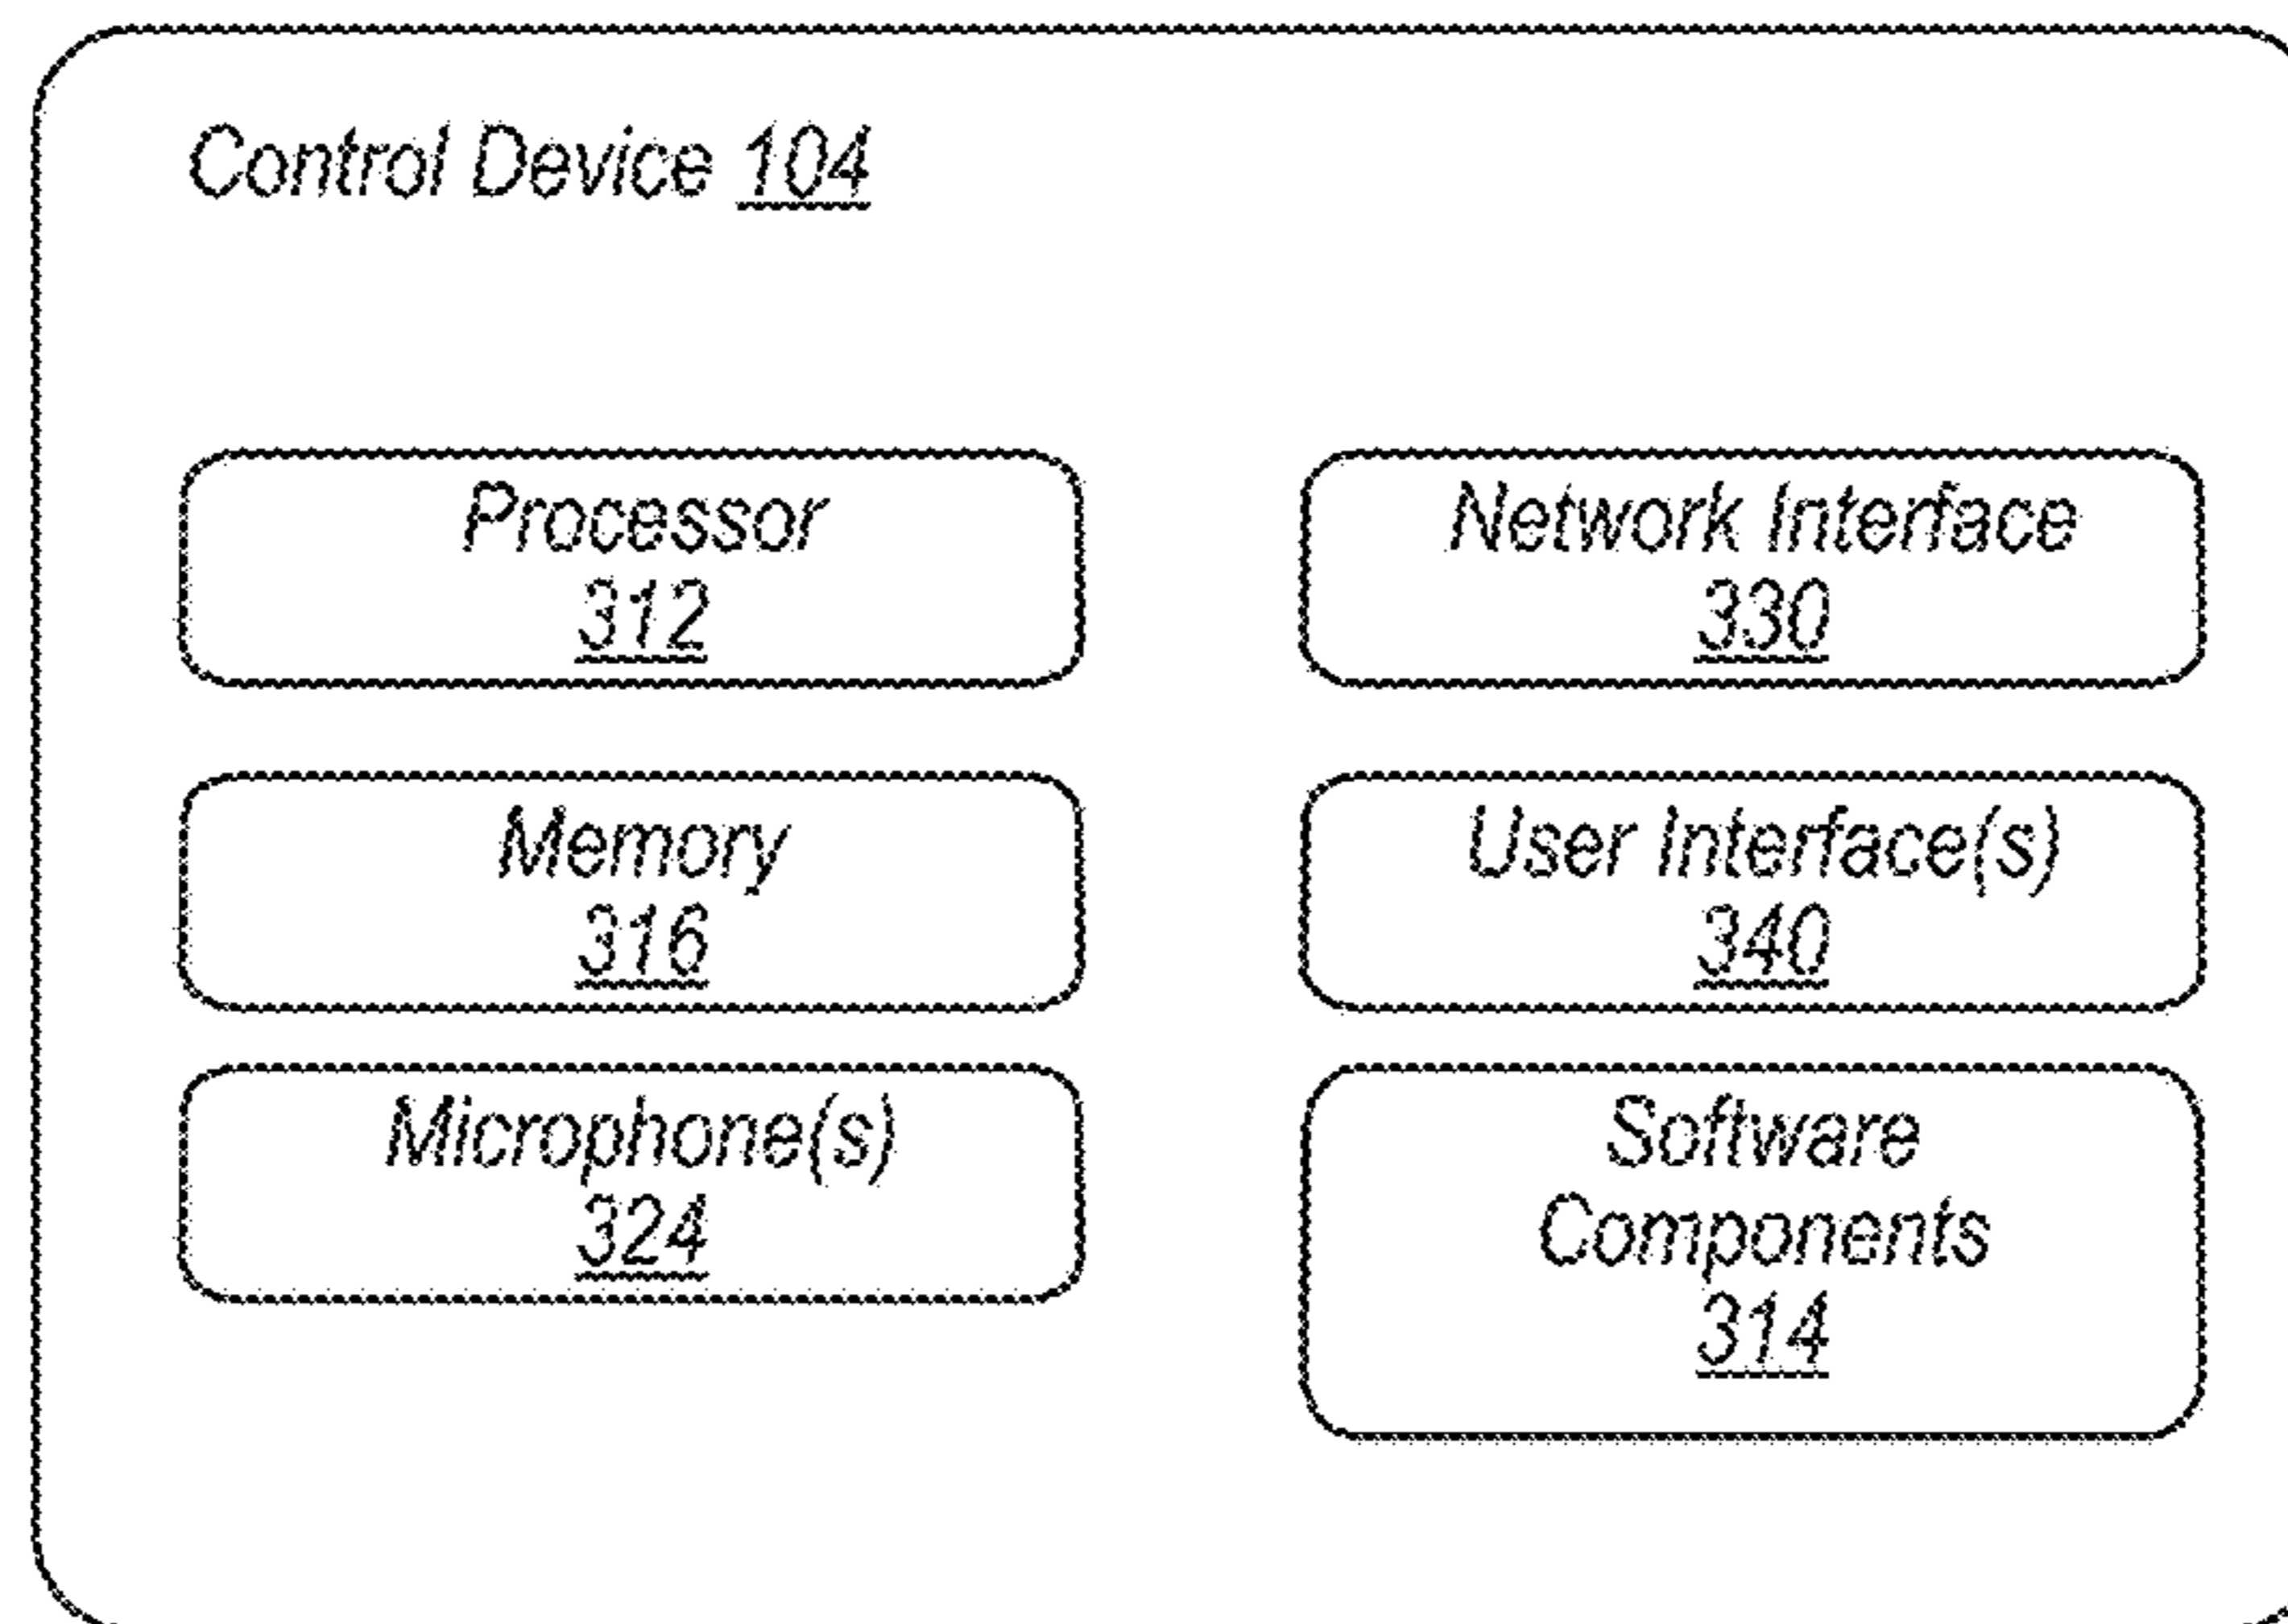 Control Device 104
Processor
312
Network Interface
330
Memory
316
User Interface(s)
340
Microphone(s)
324
Software
Components
314